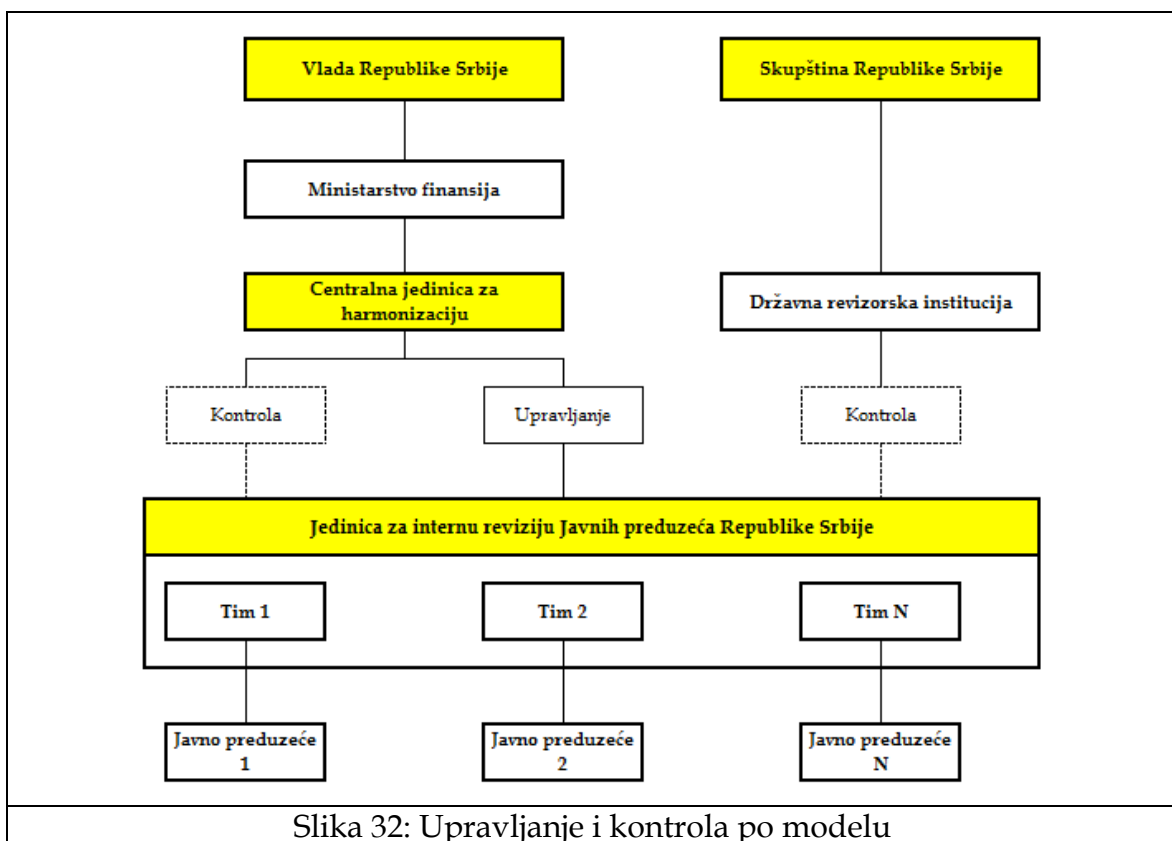 Vlada Republike Srbije
Skupština Republike Srbije
Ministarstvo finansija
Centralna jedinica za
harmonizaciju
Državna revizorska institucija
Kontrola
Upravljanje
Kontrola
Jedinica za internu reviziju Javnih preduzeća Republike Srbije
Tim 1
Tim 2
Tim N
Javno preduzeće
1
Javno preduzeće
2
Javno preduzeće
N
Slika 32: Upravljanje i kontrola po modelu